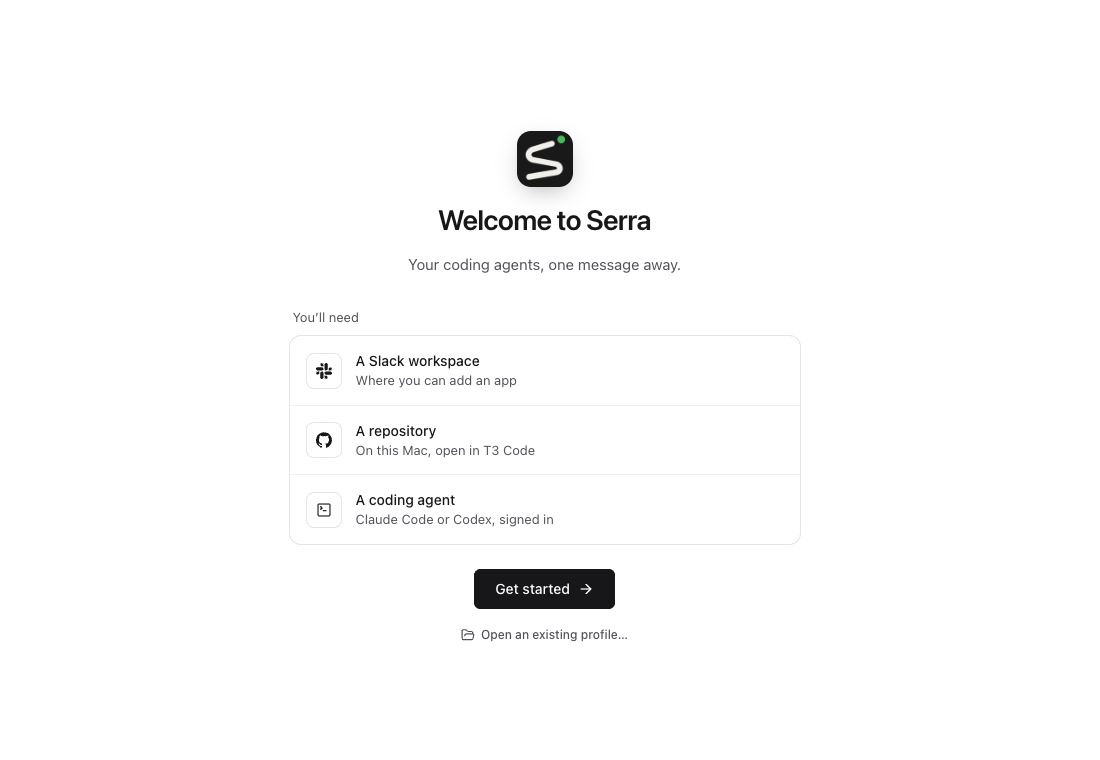 Welcome to Serra
Your coding agents, one message away.
You’ll need
A Slack workspace
Where you can add an app
A repository
On this Mac, open in T3 Code
A coding agent
Claude Code or Codex, signed in
Get started
Open an existing profile…